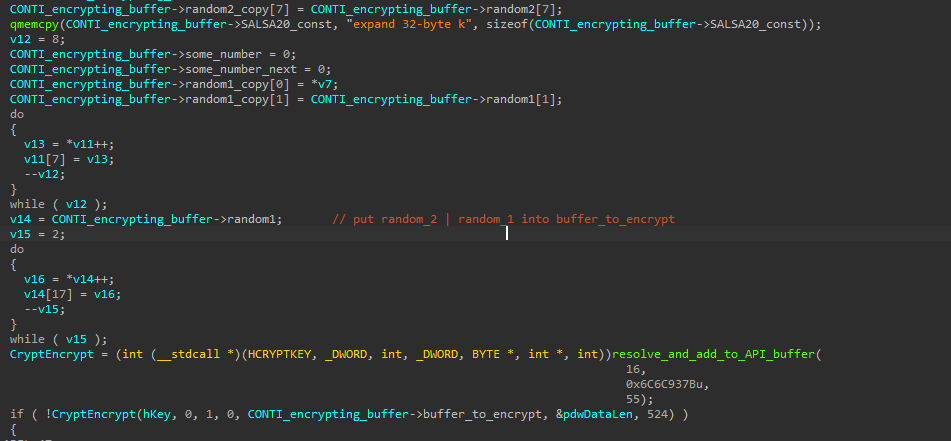 CONTI_encrypting_buffer->random2_copy[7] = CONTI_encrypting_buffer->random2[7];
qmemcpy(CONTI_encrypting_buffer->SALSA20_const, "expand 32-byte k", sizeof(CONTI_encrypting_buffer->SALSA20_const));
v12 = 8;
CONTI_encrypting_buffer->some_number = 0;
CONTI_encrypting_buffer->some_number_next = 0;
CONTI_encrypting_buffer->random1_copy[0] = *v7;
CONTI_encrypting_buffer->random1_copy[1] = CONTI_encrypting_buffer->random1[1];
do
{
v13 = *v11++;
v11[7] = v13;
--v12;
}
while ( v12 );
v14 = CONTI_encrypting_buffer->random1; // put random_2 | random_1 into buffer_to_encrypt
v15 = 2;
do
{
v16 = *v14++;
v14[17] = v16;
--v15;
}
while ( v15 );
CryptEncrypt = (int (__stdcall *)(HCRYPTKEY, _DWORD, int, _DWORD, BYTE *, int *, int))resolve_and_add_to_API_buffer(
16,
0x6C6C937Bu,
55);
if ( !CryptEncrypt(hKey, 0, 1, 0, CONTI_encrypting_buffer->buffer_to_encrypt, &pdwDataLen, 524) )
{